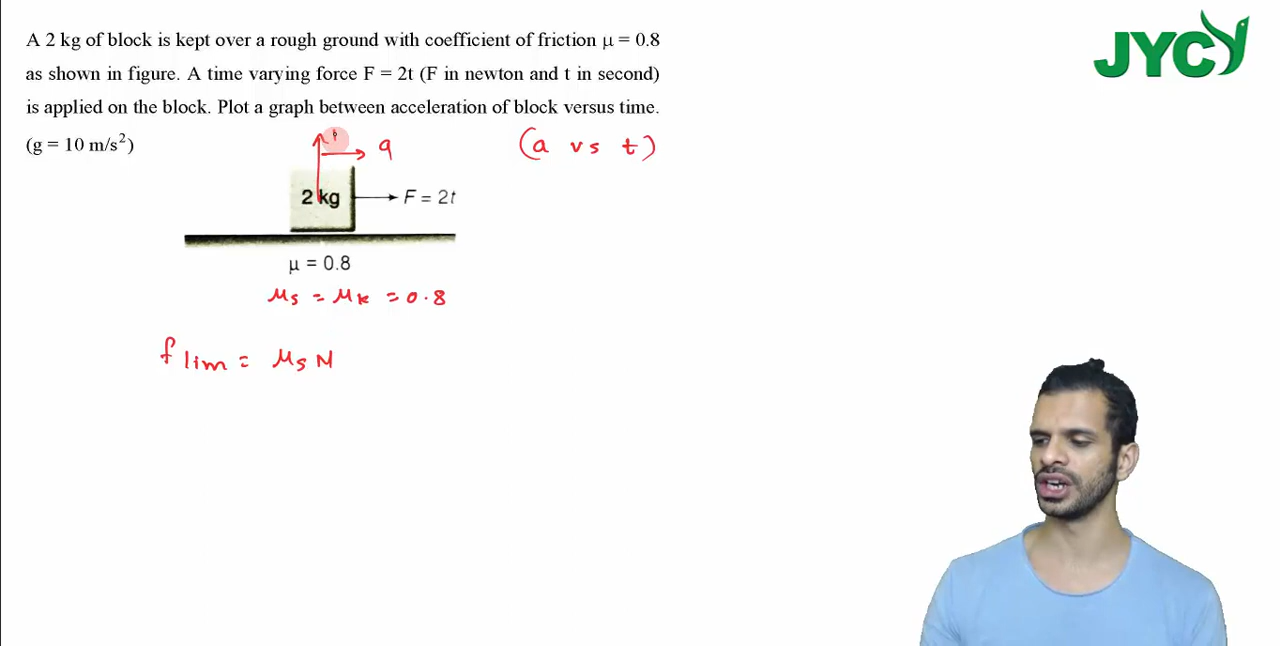 JYCY
A 2 kg of block is kept over a rough ground with coefficient of friction μ = 0.8
as shown in figure. A time varying force F = 2t (F in newton and t in second)
is applied on the block. Plot a graph between acceleration of block versus time.
(g = 10 m/s²)
a
(a vs t)
2 kg
F = 2t
μ = 0.8
μs = μk = 0.8
f lim = μs N